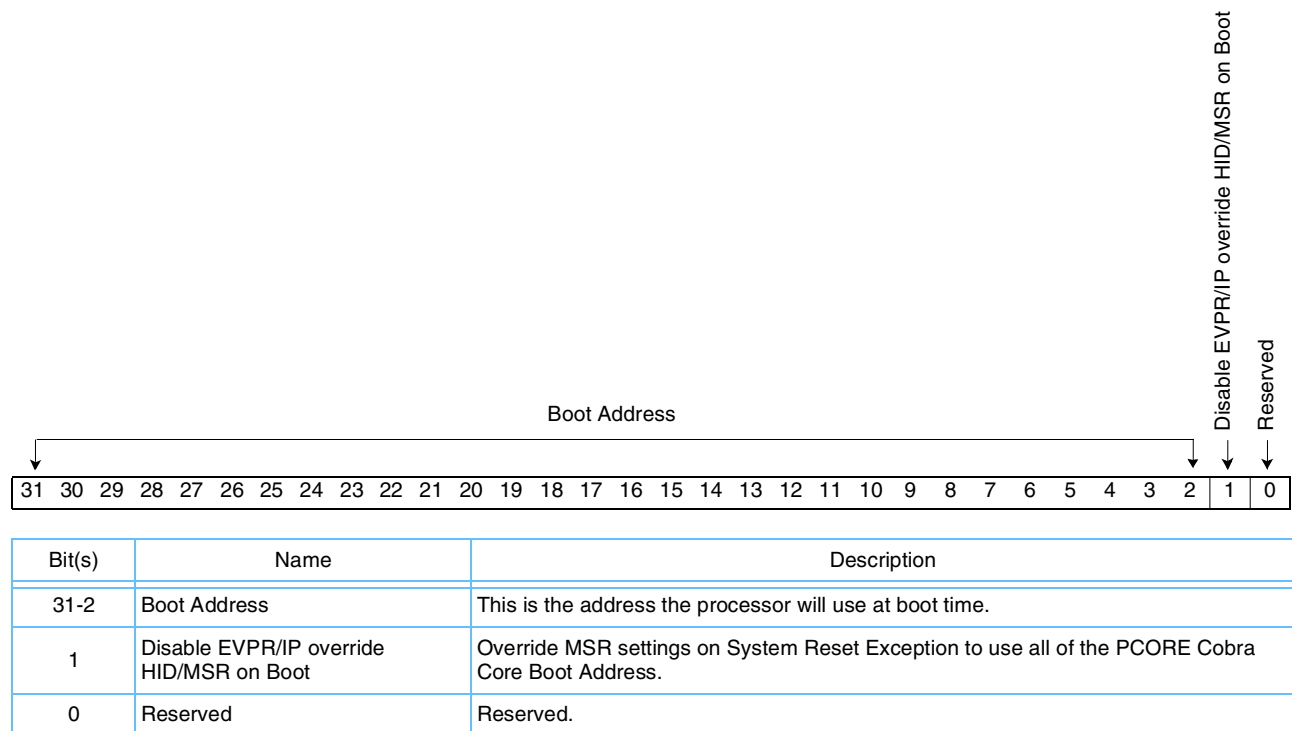 Disable EVPR/IP override HID/MSR on Boot
Reserved
Boot Address
31 30 29 28 27 26 25 24 23 22 21 20 19 18 17 16 15 14 13 12 11 10 9 8 7 6 5 4 3 2 1 0
Bit(s) Name Description
31-2 Boot Address This is the address the processor will use at boot time.
1 Disable EVPR/IP override Override MSR settings on System Reset Exception to use all of the PCORE Cobra
HID/MSR on Boot Core Boot Address.
0 Reserved Reserved.